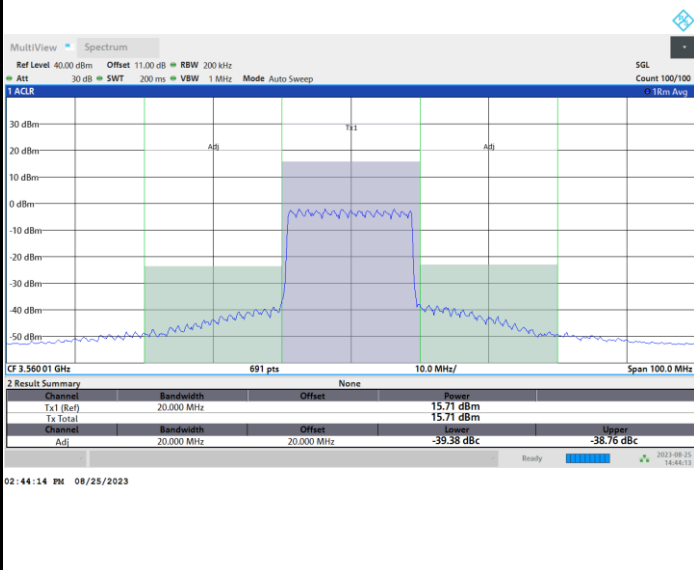 MultiView Spectrum
Ref Level 40.00 dBm Offset 11.00 dB RBW 200 kHz SGL
Att 30 dB SWT 200 ms VBW 1 MHz Mode Auto Sweep Count 100/100
1 ACLR 1Rm Avg
30 dBm
Tx1
20 dBm Adj Adj
10 dBm
0 dBm
-10 dBm
-20 dBm
-30 dBm
-40 dBm
-50 dBm
CF 3.56001 GHz 691 pts 10.0 MHz/ Span 100.0 MHz
2 Result Summary None
Channel Bandwidth Offset Power
Tx1 (Ref) 20.000 MHz 15.71 dBm
Tx Total 15.71 dBm
Channel Bandwidth Offset Lower Upper
Adj 20.000 MHz 20.000 MHz -39.38 dBc -38.76 dBc
Ready 2023-08-25
14:44:13
02:44:14 PM 08/25/2023